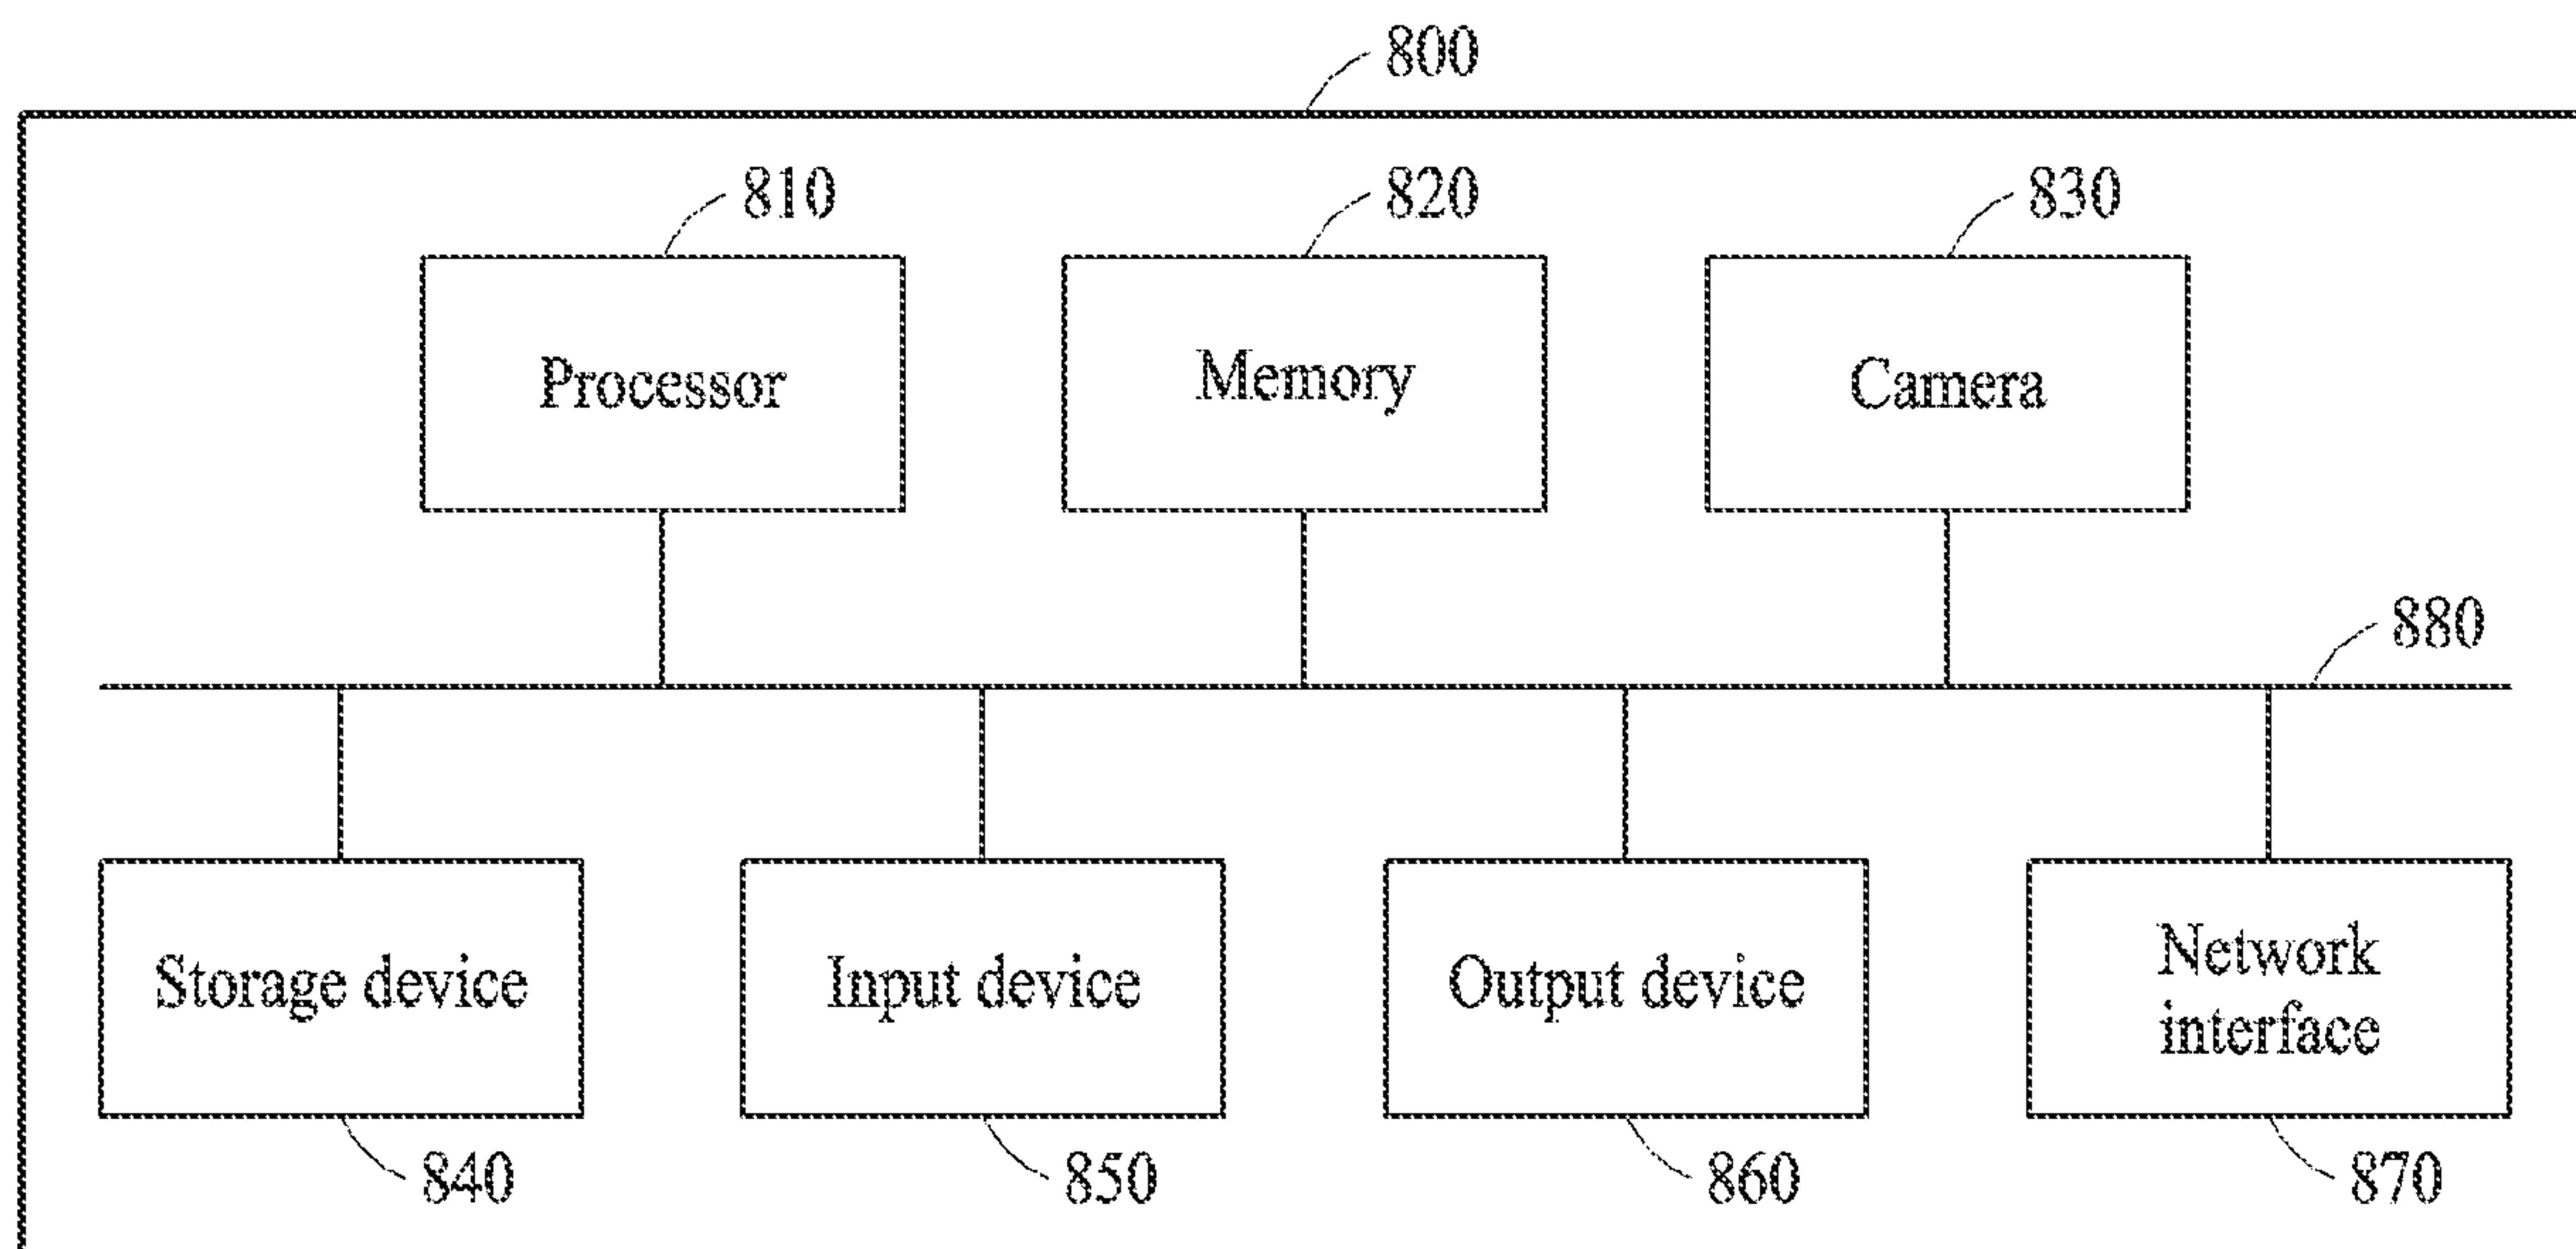 800
810
820
830
Processor
Memory
Camera
880
Storage device
Input device
Output device
Network
interface
840
850
860
870